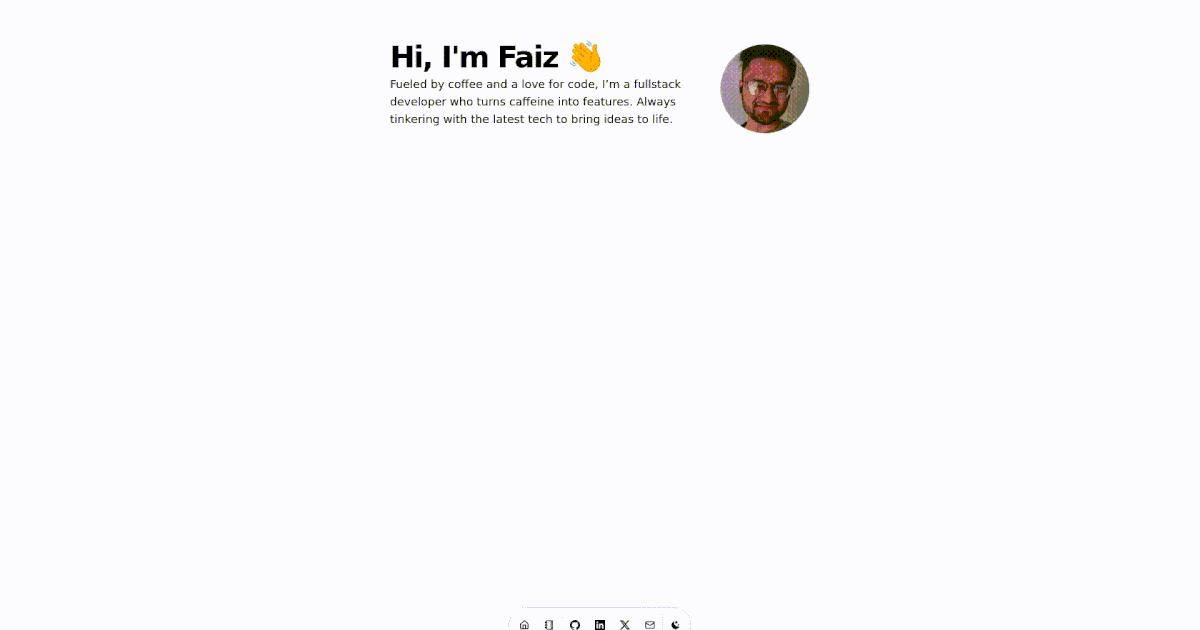 Hi, I'm Faiz 👋
Fueled by coffee and a love for code, I’m a fullstack
developer who turns caffeine into features. Always
tinkering with the latest tech to bring ideas to life.